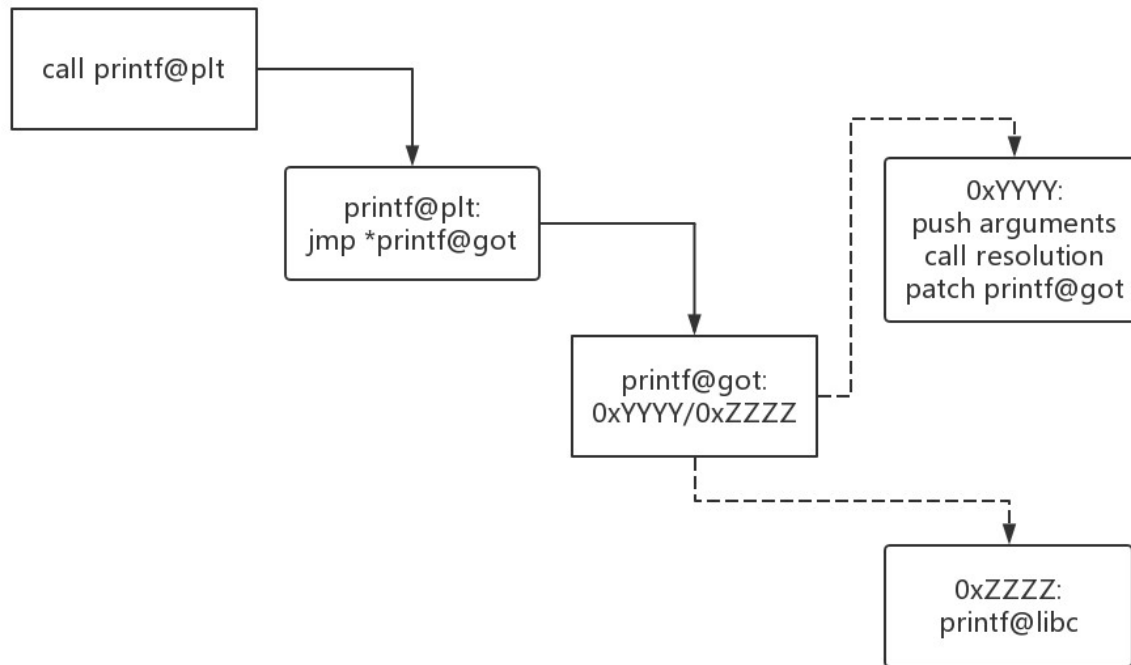 call printf@plt
printf@plt:
jmp *printf@got
0xYYYY:
push arguments
call resolution
patch printf@got
printf@got:
0xYYYY/0xZZZZ
0xZZZZ:
printf@libc